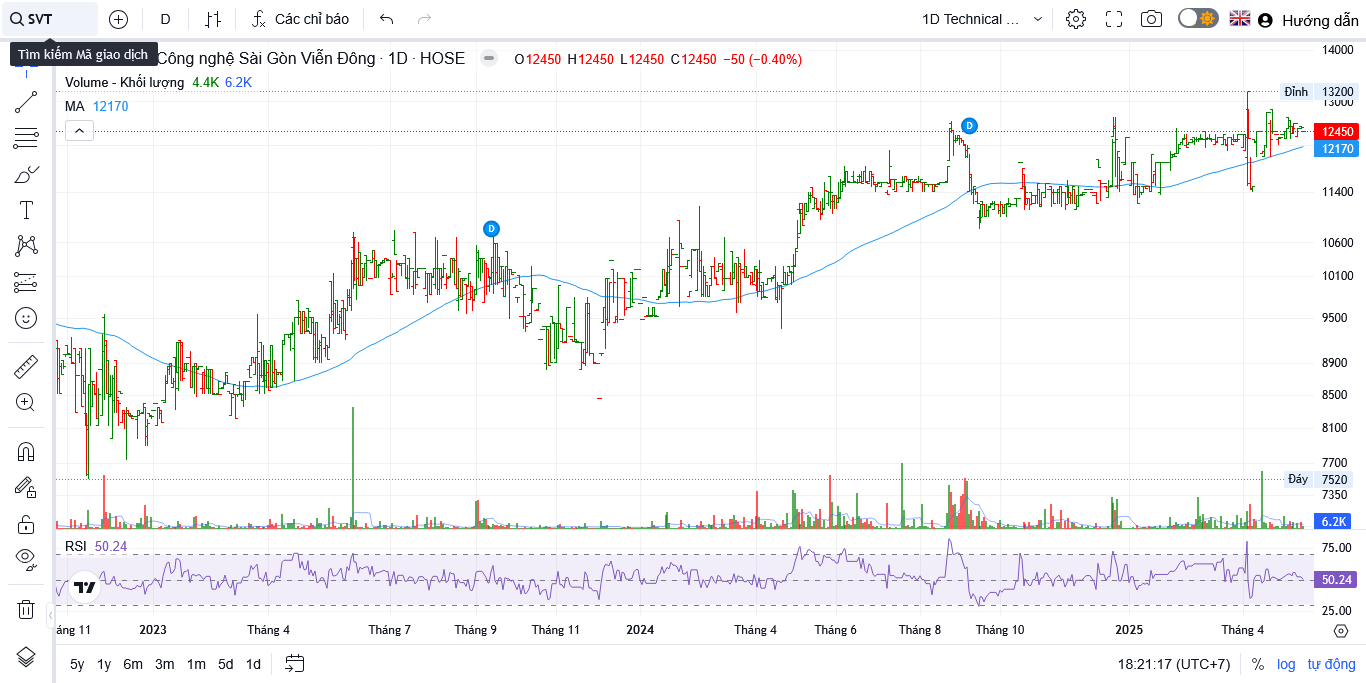 SVT
D
Các chỉ báo
1D Technical ...
Hướng dẫn
Tìm kiếm Mã giao dịch
Công nghệ Sài Gòn Viễn Đông · 1D · HOSE
O12450 H12450 L12450 C12450 −50 (−0.40%)
Volume - Khối lượng 4.4K 6.2K
MA 12170
D
D
14000
Đỉnh 13200
13000
12450
12170
11400
10600
10100
9500
8900
8500
8100
7700
Đáy 7520
7350
6.2K
RSI 50.24
75.00
50.24
25.00
áng 11 2023 Tháng 4 Tháng 7 Tháng 9 Tháng 11 2024 Tháng 4 Tháng 6 Tháng 8 Tháng 10 2025 Tháng 4
5y 1y 6m 3m 1m 5d 1d
18:21:17 (UTC+7) % log tự động